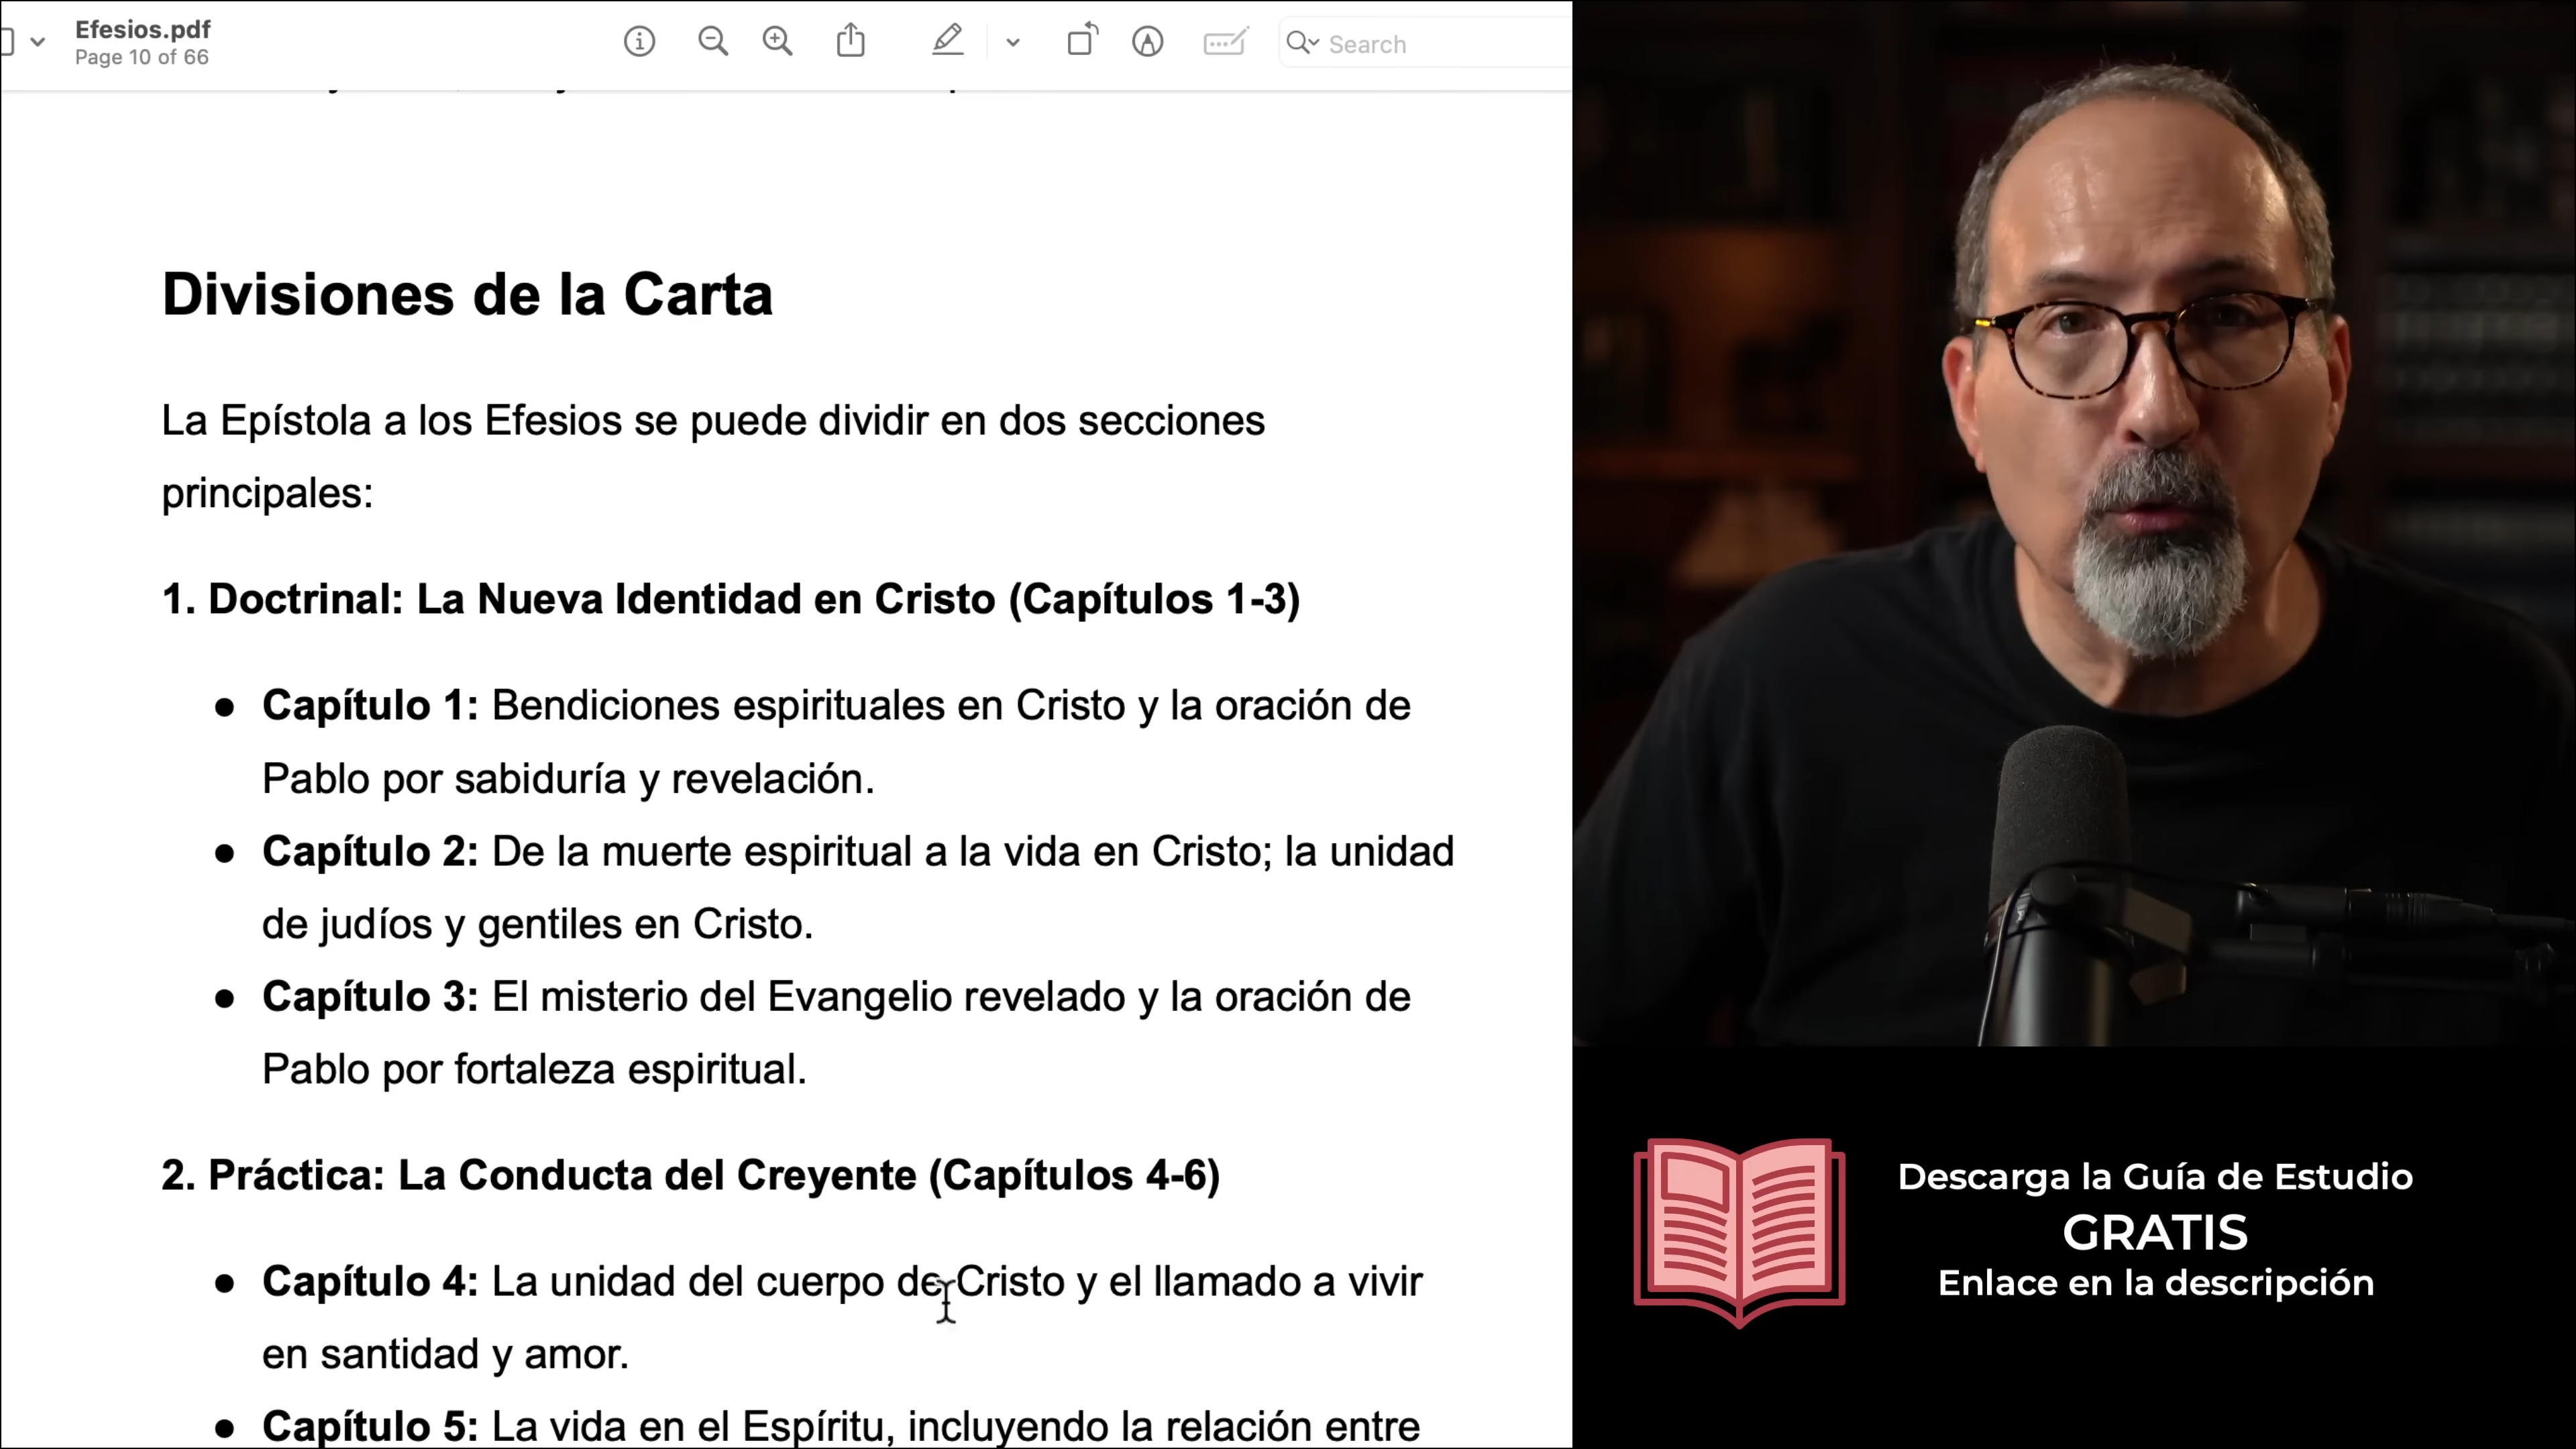 Efesios.pdf
Page 10 of 66
Search
Divisiones de la Carta
La Epístola a los Efesios se puede dividir en dos secciones
principales:
1. Doctrinal: La Nueva Identidad en Cristo (Capítulos 1-3)
● Capítulo 1: Bendiciones espirituales en Cristo y la oración de
Pablo por sabiduría y revelación.
● Capítulo 2: De la muerte espiritual a la vida en Cristo; la unidad
de judíos y gentiles en Cristo.
● Capítulo 3: El misterio del Evangelio revelado y la oración de
Pablo por fortaleza espiritual.
2. Práctica: La Conducta del Creyente (Capítulos 4-6)
● Capítulo 4: La unidad del cuerpo de Cristo y el llamado a vivir
en santidad y amor.
● Capítulo 5: La vida en el Espíritu, incluyendo la relación entre
Descarga la Guía de Estudio
GRATIS
Enlace en la descripción